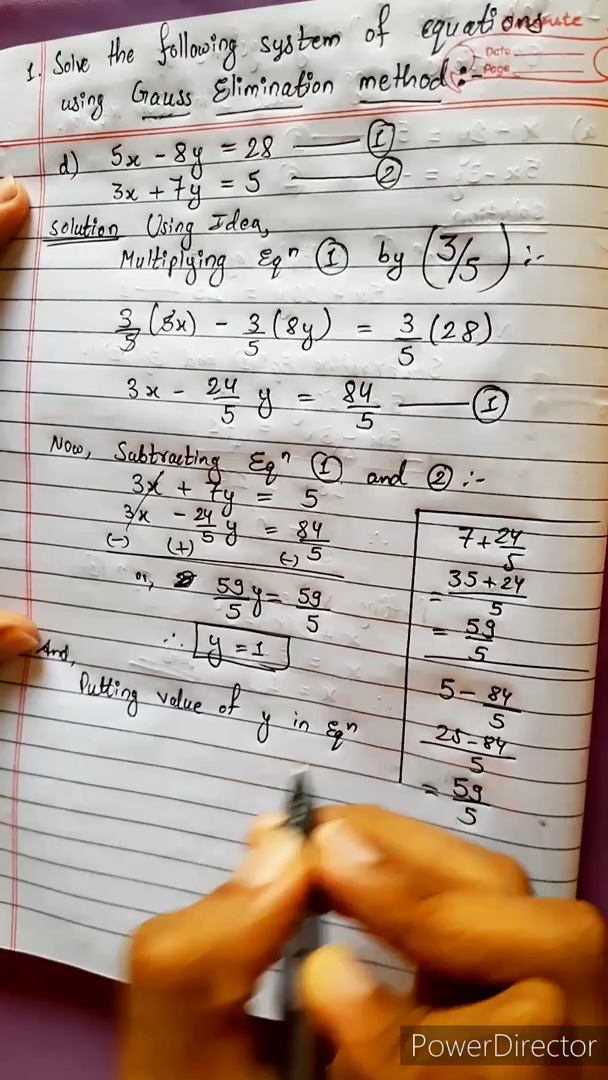 1. Solve the following system of equations
using Gauss Elimination method :-
Date
Page
d) 5x - 8y = 28 —— ①
3x + 7y = 5 —— ②
Solution Using Idea,
Multiplying Eqⁿ ① by (3/5) :-
3/5 (5x) - 3/5 (8y) = 3/5 (28)
3x - 24/5 y = 84/5 —— ①
Now, Subtracting Eqⁿ ① and ② :-
3x + 7y = 5
3x - 24/5 y = 84/5
(-) (+) (-)
or, 59/5 y = 59/5
∴ y = 1
And,
Putting value of y in Eqⁿ
7 + 24/5
= 35 + 24/5
= 59/5
5 - 84/5
25 - 84/5
= 59/5
PowerDirector